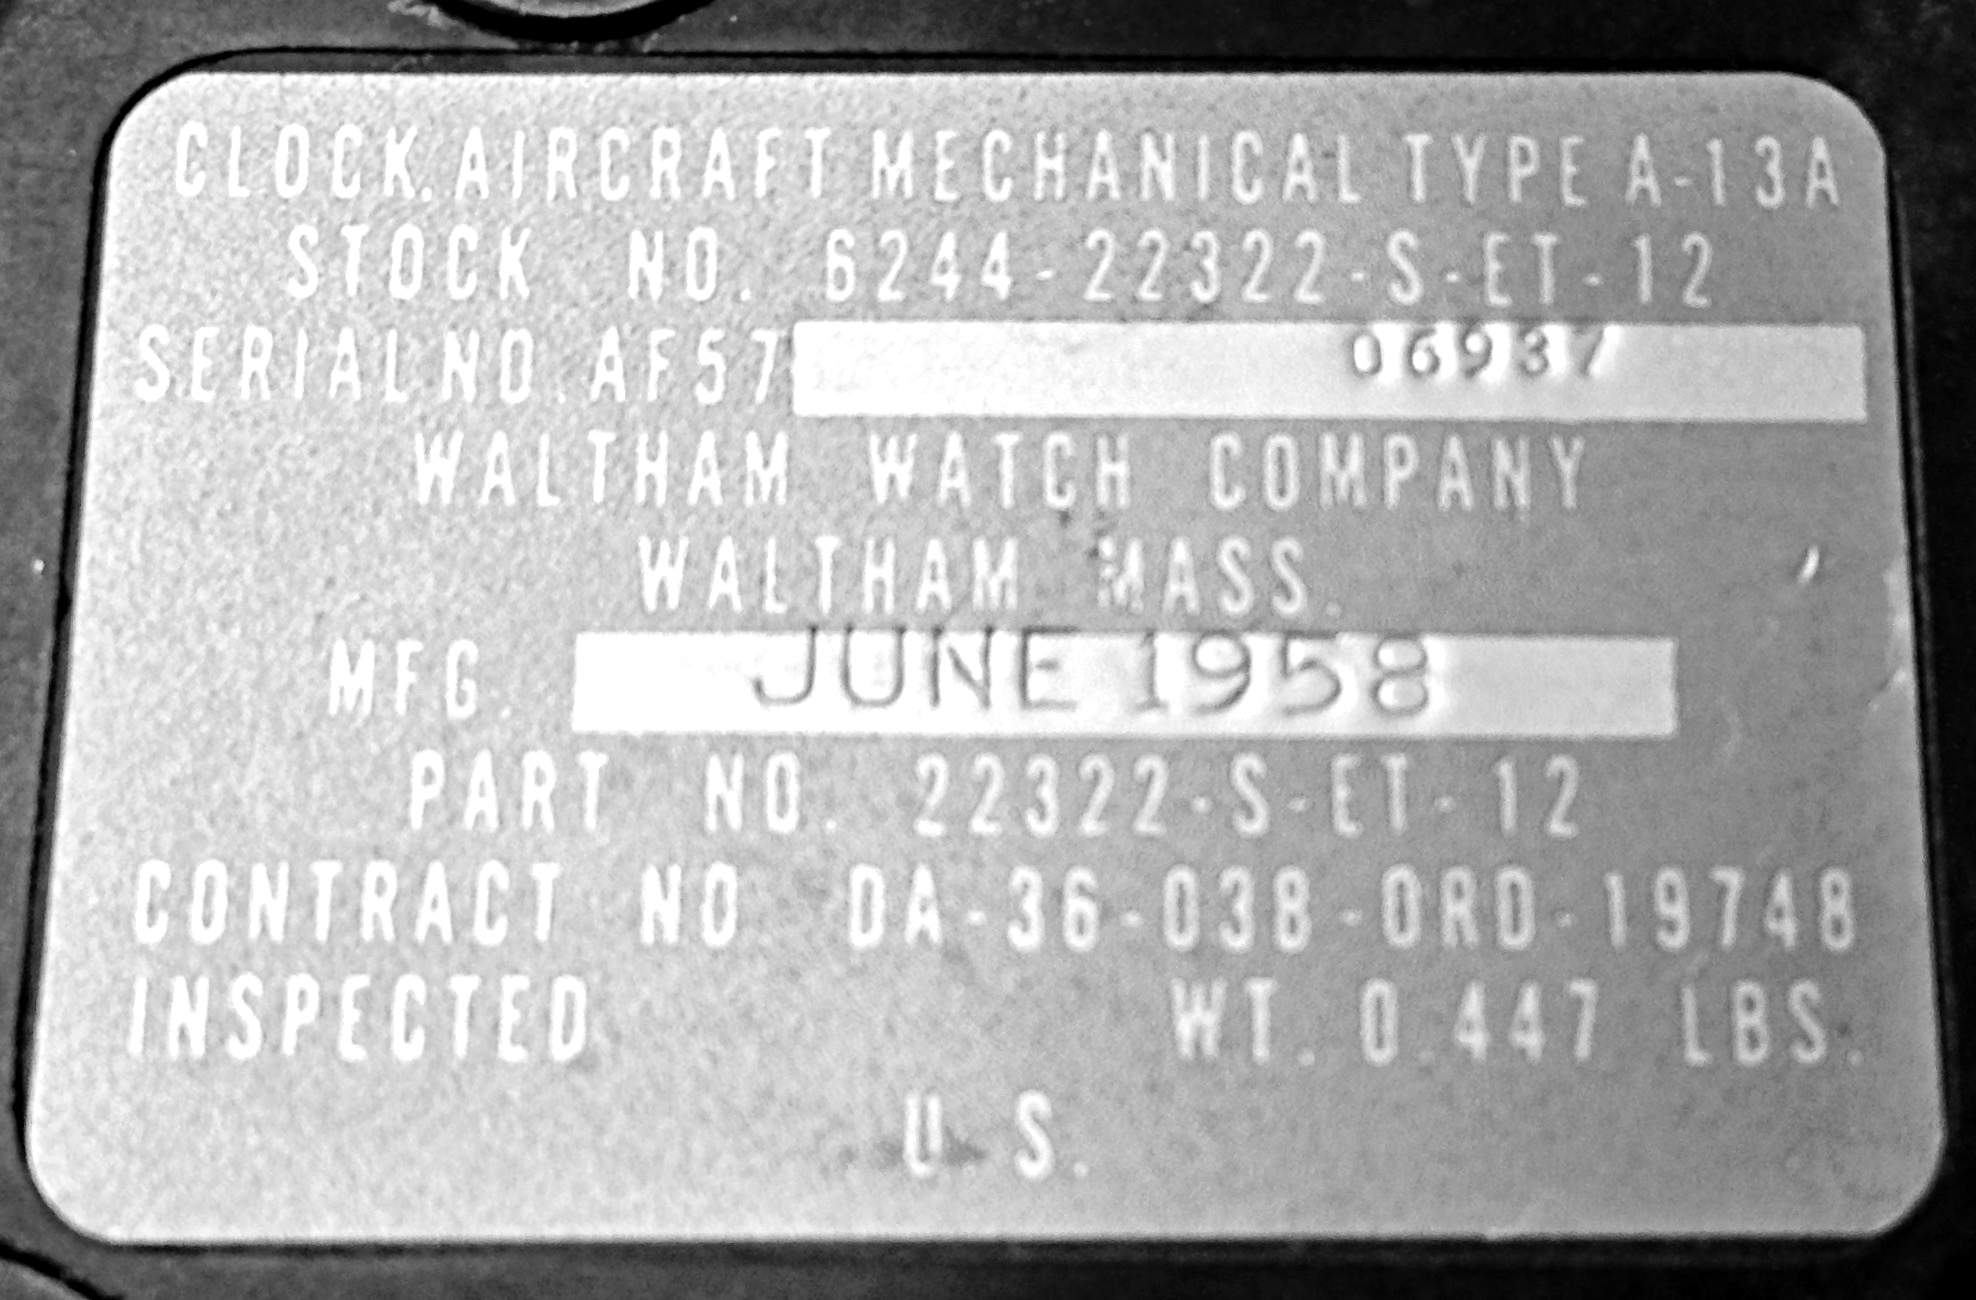 CLOCK, AIRCRAFT MECHANICAL TYPE A-13A
STOCK NO. 6244-22322-S-ET-12
SERIAL NO. AF57 06937
WALTHAM WATCH COMPANY
WALTHAM MASS.
MFG. JUNE 1958
PART NO. 22322-S-ET-12
CONTRACT NO DA-36-038-ORD-19748
INSPECTED WT. 0.447 LBS.
U.S.